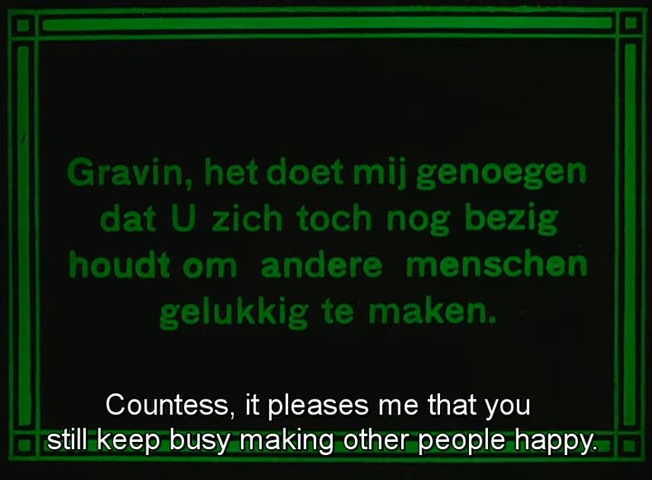 Gravin, het doet mij genoegen
dat U zich toch nog bezig
houdt om andere menschen
gelukkig te maken.
Countess, it pleases me that you
still keep busy making other people happy.